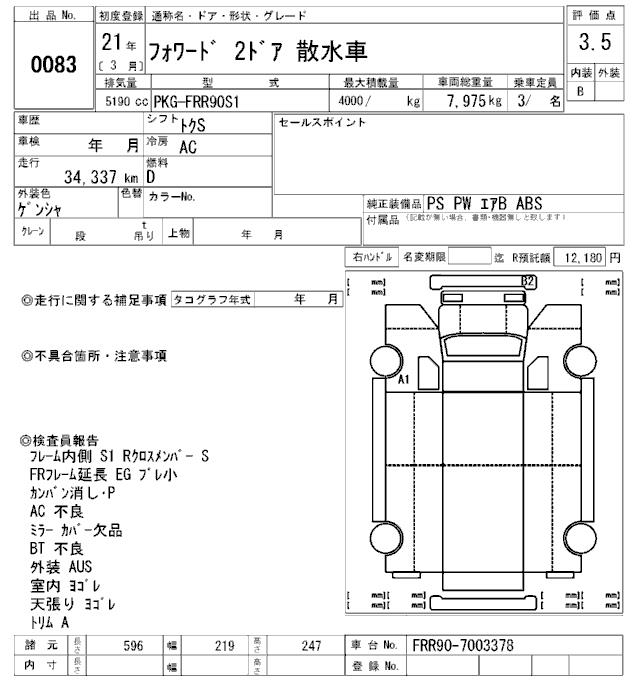 出品 No. 初度登録 通称名・ドア・形状・グレード 評価点
0083 21年 フォワード 2ドア 散水車 3.5
[ 3 月]
排気量 型式 最大積載量 車両総重量 乗車定員 内装 外装
5190 cc PKG-FRR90S1 4000/ kg 7,975kg 3/ 名 B
車歴 シフト トクS セールスポイント
車検 年 月 冷房 AC
走行 34,337 km 燃料 D
外装色 ゲンシャ 色替 カラーNo.
純正装備品 PS PW エアB ABS
クレーン 段 t吊り 上物 年 月 付属品 (記載が無い場合、書類・機器無しと致します)
右ハンドル 名変期限 迄 R預託額 12,180 円
[ mm] B2 [ mm]
[ mm] [ mm]
◎走行に関する補足事項 タコグラフ年式 年 月
◎不具合箇所・注意事項
A1
◎検査員報告
フレーム内側 S1 Rクロスメンバー S
FRフレーム延長 EG ブレ小
カンバン消し・P
AC 不良
ミラー カバー欠品
BT 不良
外装 AUS
室内 ヨゴレ
天張り ヨゴレ
トリム A
[ mm][ mm] [ mm][ mm]
[ mm][ mm] [ mm][ mm]
諸元 長さ 596 幅 219 高さ 247 車台No. FRR90-7003378
内寸 長さ 幅 高さ 登録No.